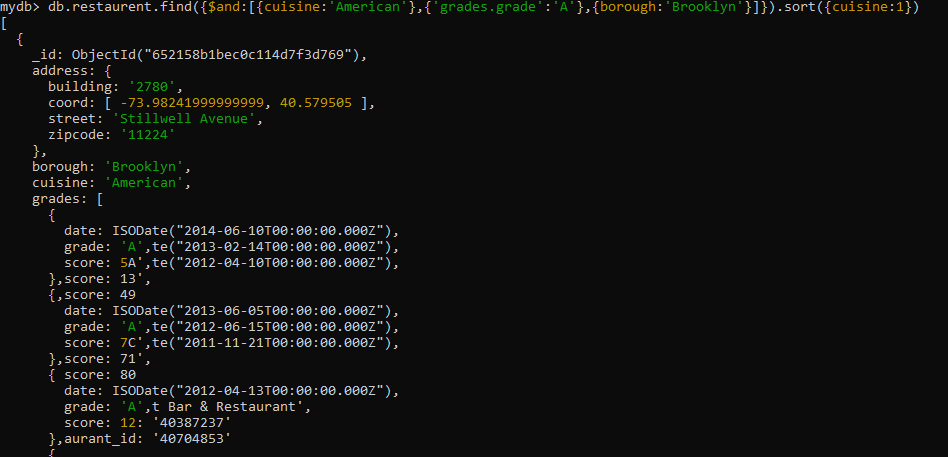 mydb> db.restaurent.find({$and:[{cuisine:'American'},{'grades.grade':'A'},{borough:'Brooklyn'}]}).sort({cuisine:1})
[
  {
    _id: ObjectId("652158b1bec0c114d7f3d769"),
    address: {
      building: '2780',
      coord: [ -73.98241999999999, 40.579505 ],
      street: 'Stillwell Avenue',
      zipcode: '11224'
    },
    borough: 'Brooklyn',
    cuisine: 'American',
    grades: [
      {
        date: ISODate("2014-06-10T00:00:00.000Z"),
        grade: 'A',te("2013-02-14T00:00:00.000Z"),
        score: 5A',te("2012-04-10T00:00:00.000Z"),
      },score: 13',
      {,score: 49
        date: ISODate("2013-06-05T00:00:00.000Z"),
        grade: 'A',te("2012-06-15T00:00:00.000Z"),
        score: 7C',te("2011-11-21T00:00:00.000Z"),
      },score: 71',
      { score: 80
        date: ISODate("2012-04-13T00:00:00.000Z"),
        grade: 'A',t Bar & Restaurant',
        score: 12: '40387237'
      },aurant_id: '40704853'
      {